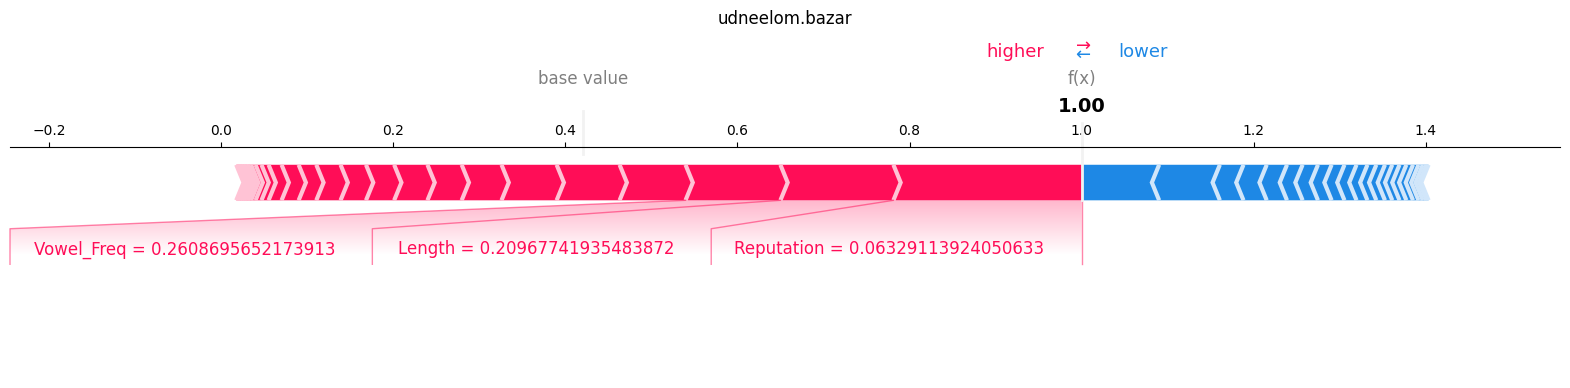 udneelom.bazar
higher ⇄ lower
base value
f(x)
1.00
−0.2 0.0 0.2 0.4 0.6 0.8 1.0 1.2 1.4
Vowel_Freq = 0.2608695652173913 Length = 0.20967741935483872 Reputation = 0.06329113924050633